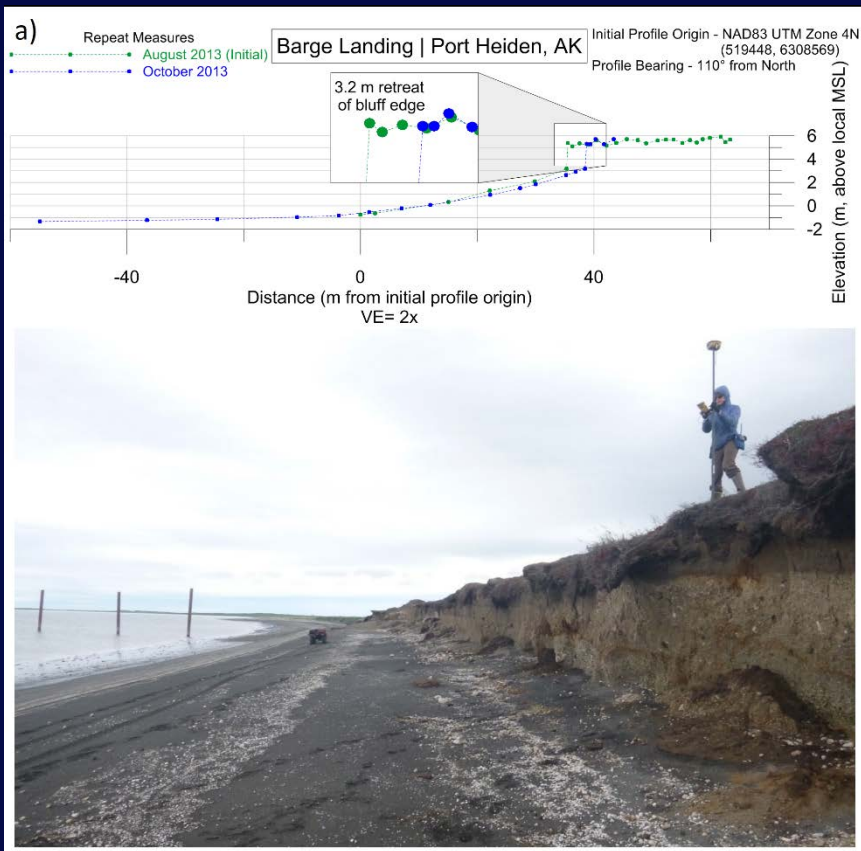 a)
Repeat Measures
August 2013 (Initial)
October 2013
Barge Landing | Port Heiden, AK
Initial Profile Origin - NAD83 UTM Zone 4N
(519448, 6308569)
Profile Bearing - 110° from North
3.2 m retreat
of bluff edge
6
4
2
0
-2
Elevation (m, above local MSL)
-40
0
40
Distance (m from initial profile origin)
VE= 2x